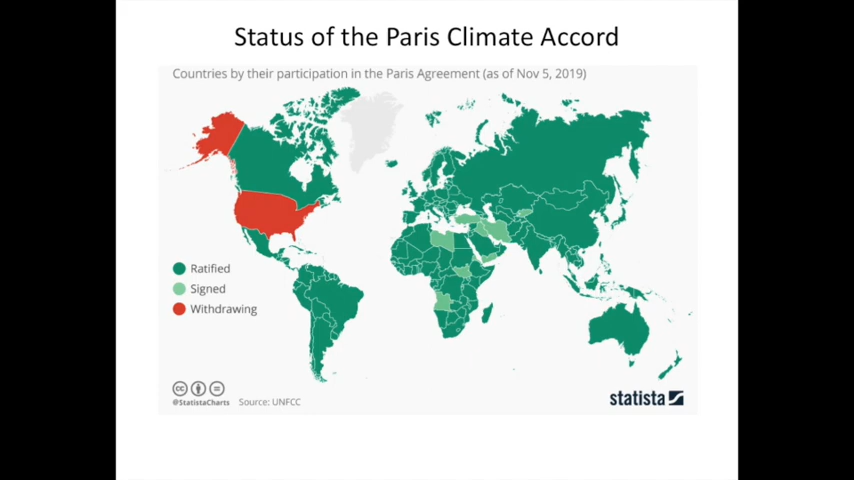 Status of the Paris Climate Accord
Countries by their participation in the Paris Agreement (as of Nov 5, 2019)
Ratified
Signed
Withdrawing
cc
@StatistaCharts Source: UNFCC
statista